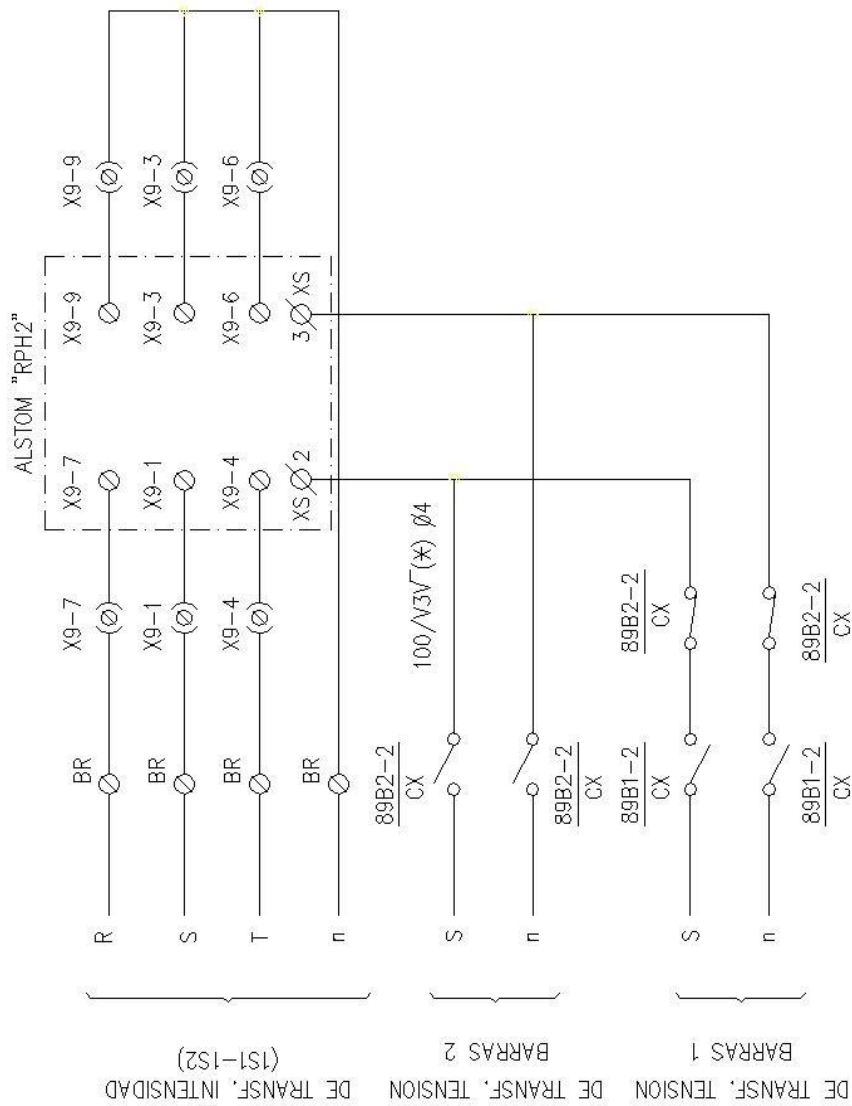 ALSTOM "RPH2"
X9-7
X9-7
X9-9
X9-9
BR
X9-1
X9-1
X9-3
X9-3
BR
X9-4
X9-4
X9-6
X9-6
BR
XS 2
3 XS
BR
R
S
T
n
DE TRANSF. INTENSIDAD
(1S1-1S2)
100/V3V√(*) Ø4
89B2-2
CX
S
n
89B2-2
CX
DE TRANSF. TENSION
BARRAS 2
89B1-2
CX
89B2-2
CX
S
n
89B1-2
CX
89B2-2
CX
DE TRANSF. TENSION
BARRAS 1